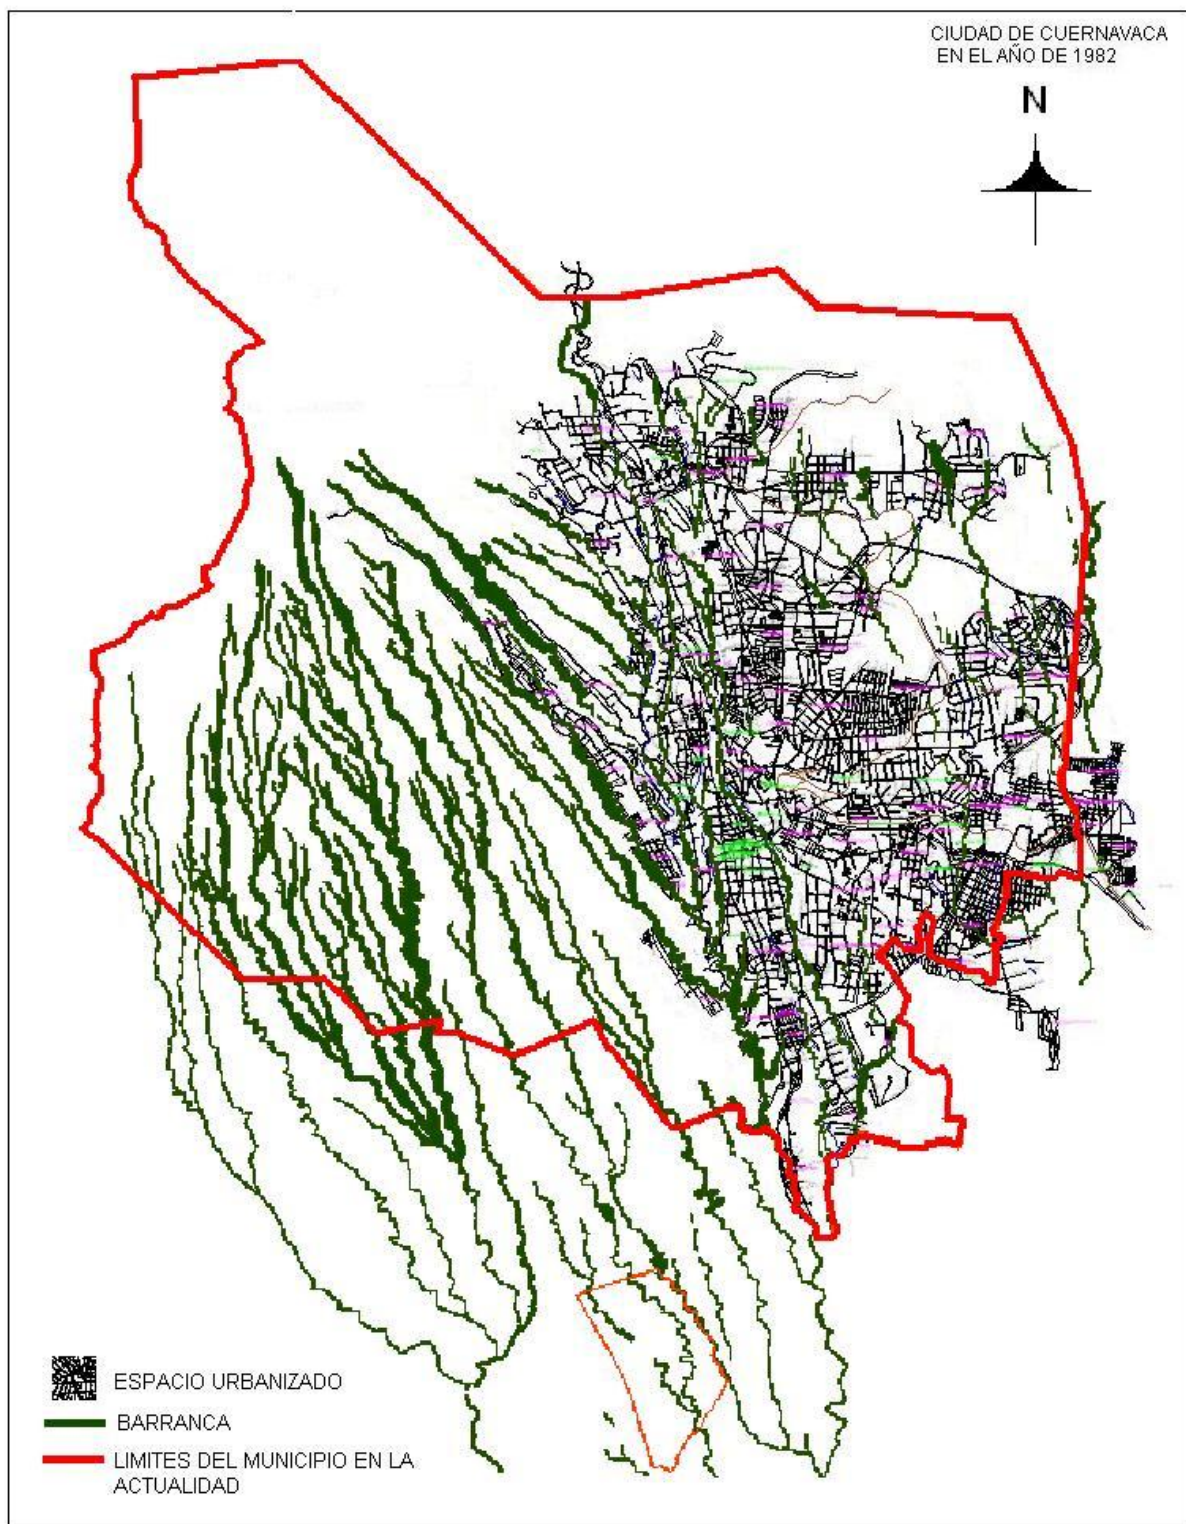 CIUDAD DE CUERNAVACA
EN EL AÑO DE 1982
N
ESPACIO URBANIZADO
BARRANCA
LIMITES DEL MUNICIPIO EN LA
ACTUALIDAD